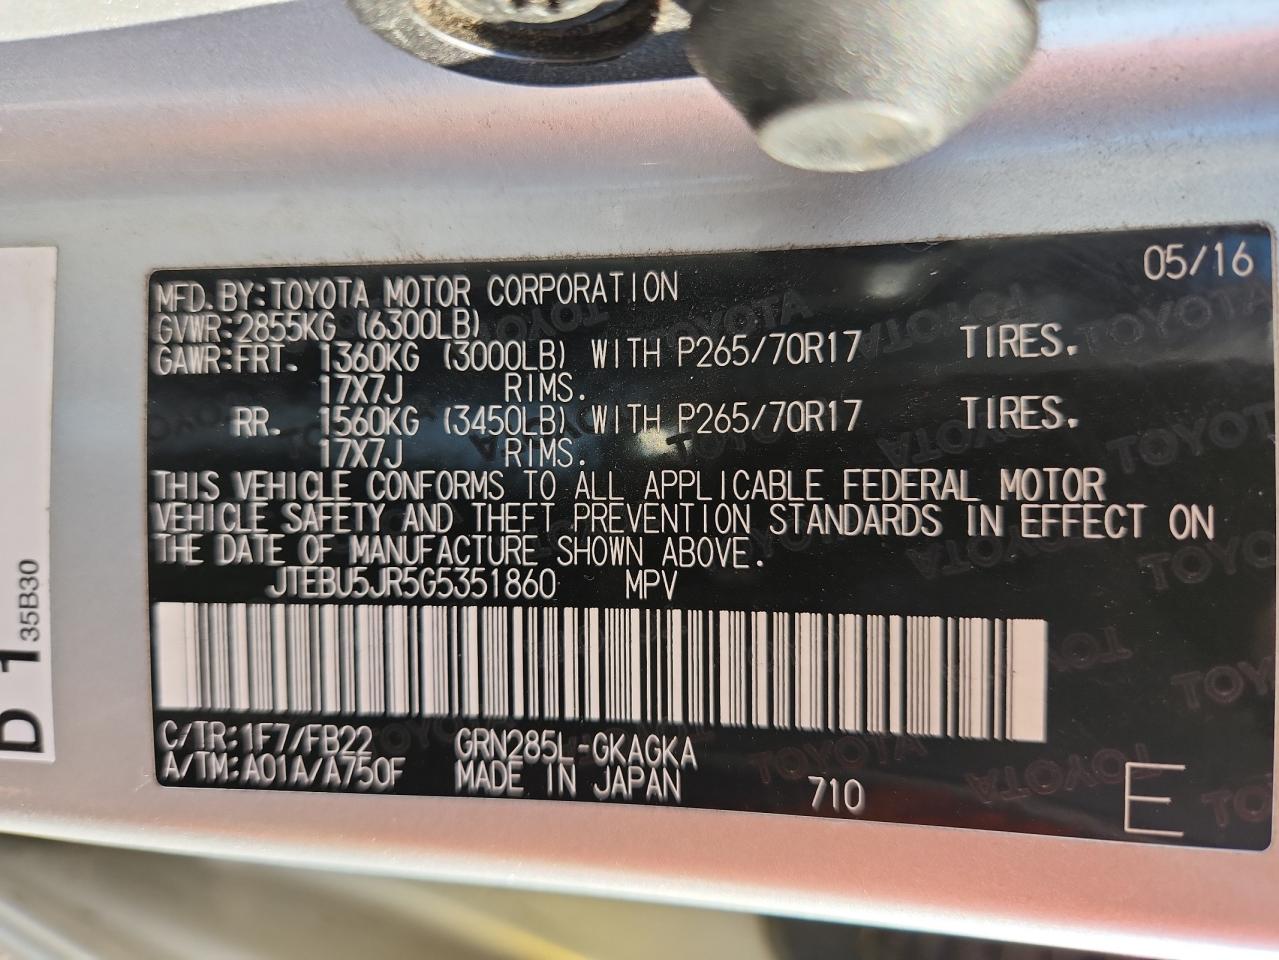 05/16
MFD. BY:TOYOTA MOTOR CORPORATION
GVWR:2855KG (6300LB)
GAWR:FRT. 1360KG (3000LB) WITH P265/70R17 TIRES.
17X7J RIMS.
RR. 1560KG (3450LB) WITH P265/70R17 TIRES.
17X7J RIMS.
THIS VEHICLE CONFORMS TO ALL APPLICABLE FEDERAL MOTOR
VEHICLE SAFETY AND THEFT PREVENTION STANDARDS IN EFFECT ON
THE DATE OF MANUFACTURE SHOWN ABOVE.
JTEBU5JR5G5351860 MPV
C/TR:1F7/FB22 GRN285L-GKAGKA
A/TM:A01A/A750F MADE IN JAPAN 710 E
D 1
35B30